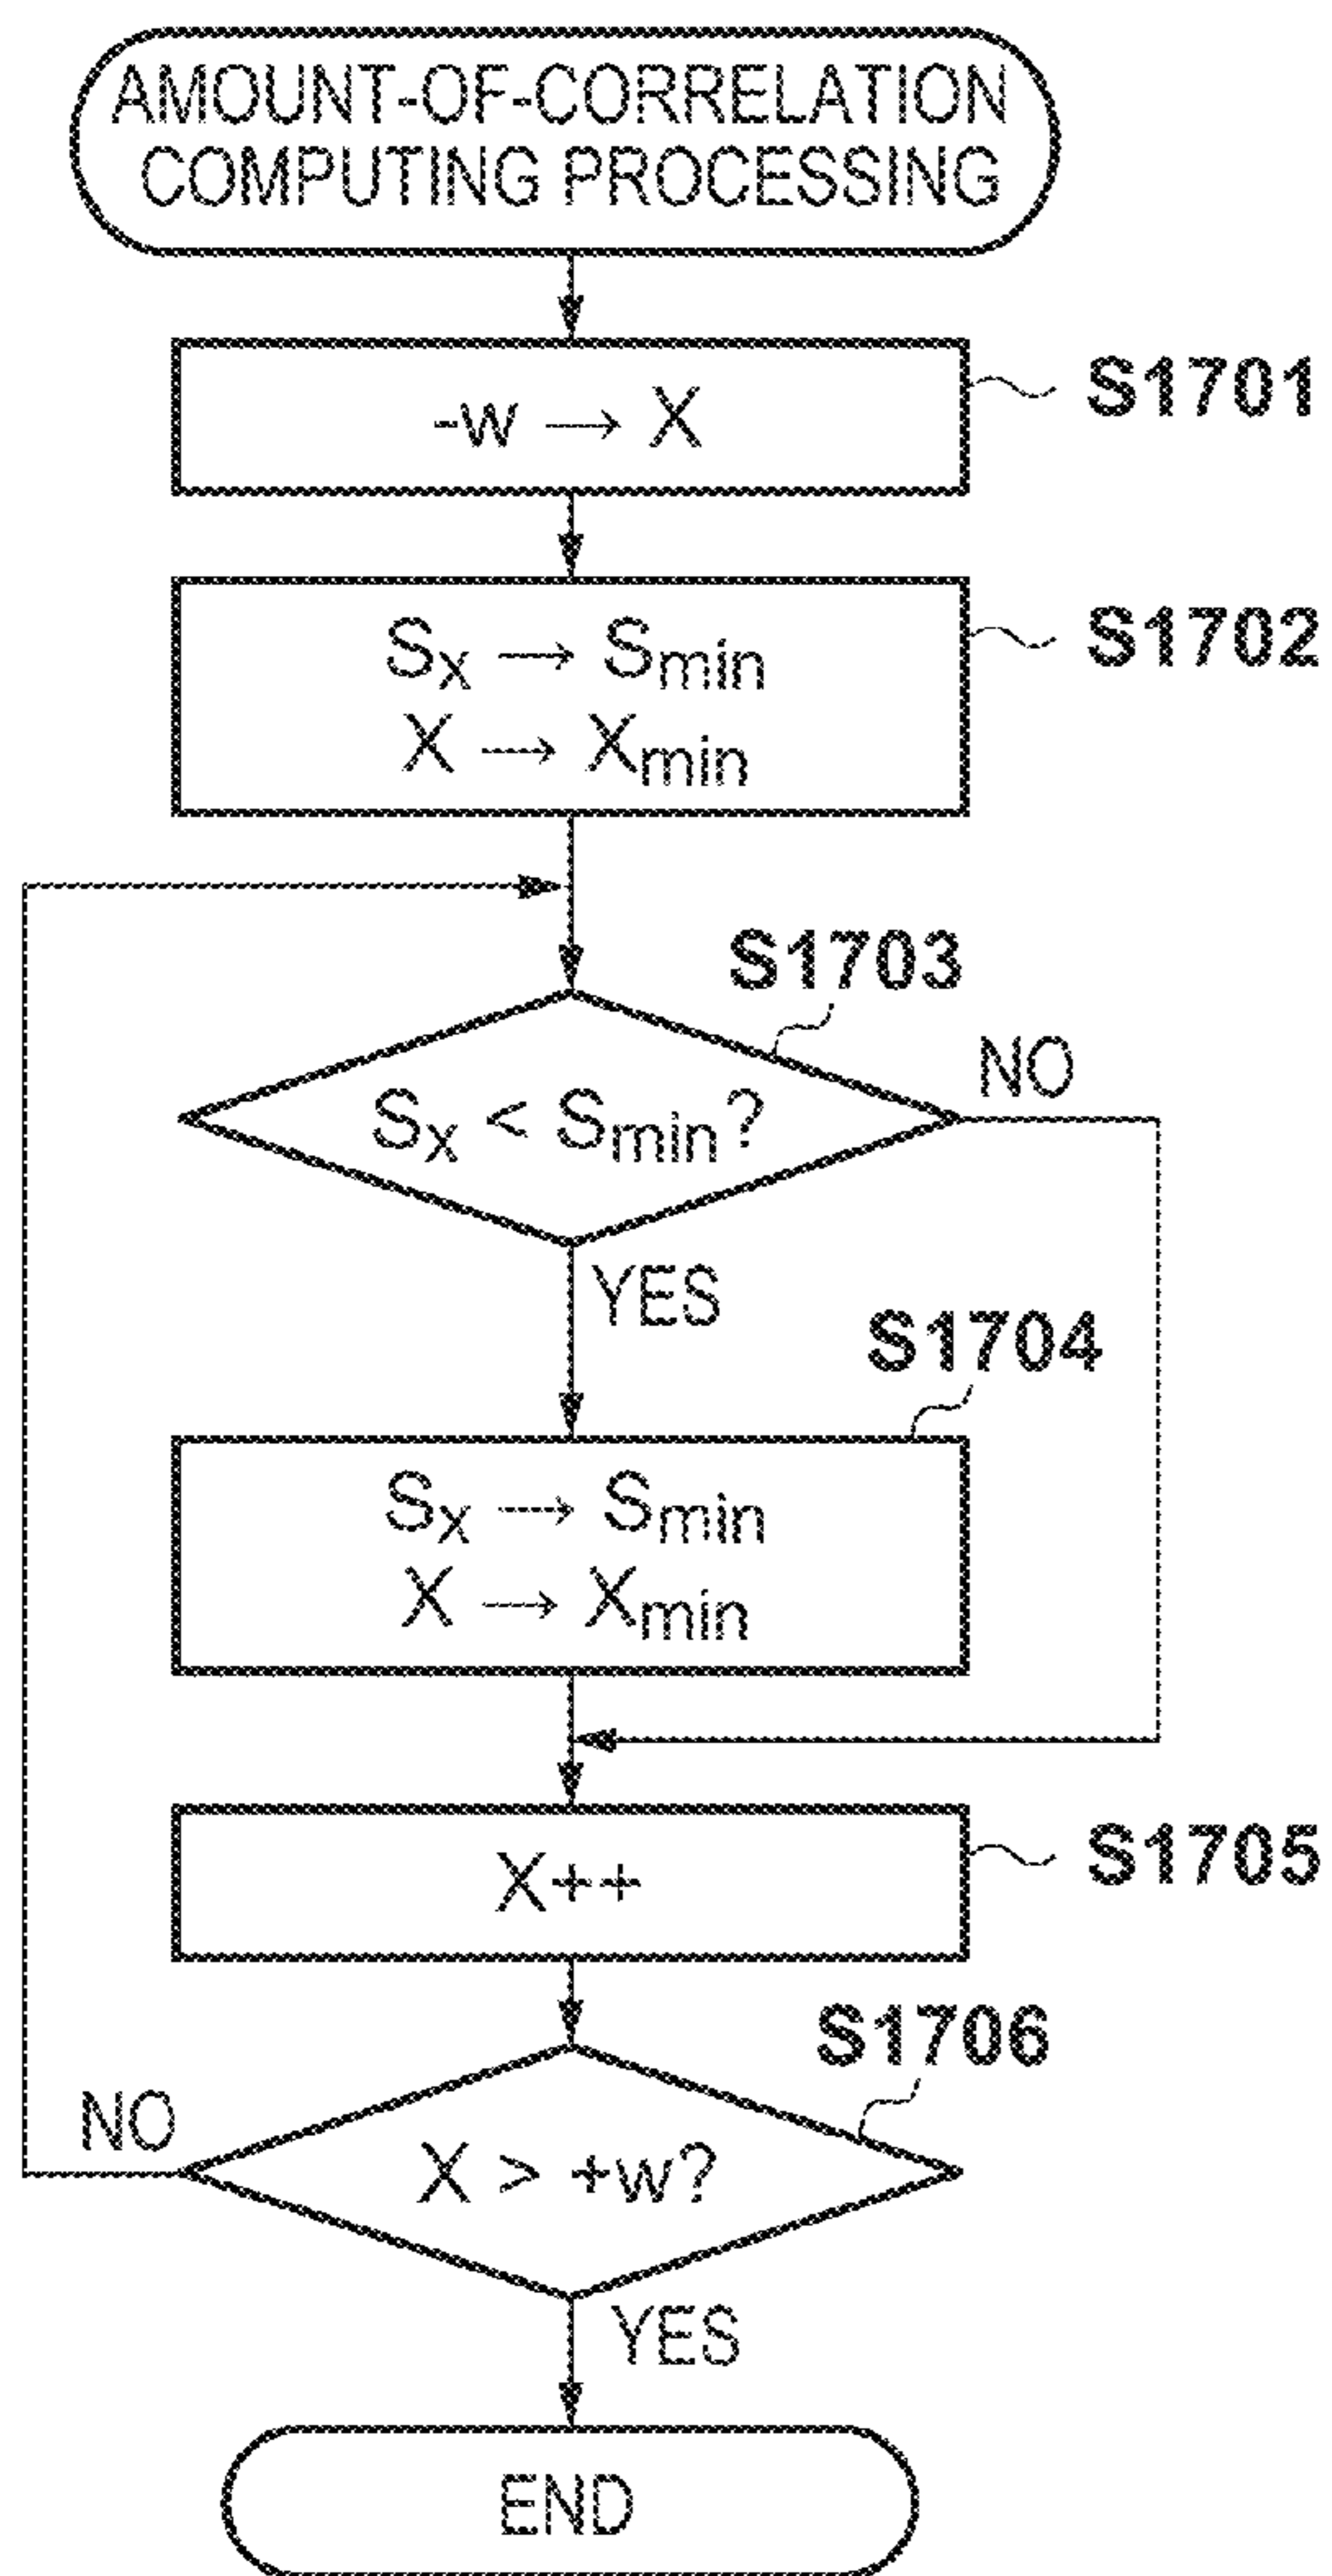 AMOUNT-OF-CORRELATION
COMPUTING PROCESSING
-w → X
S1701
Sx → Smin
S1702
X → Xmin
S1703
Sx < Smin?
NO
YES
S1704
Sx → Smin
X → Xmin
X++
S1705
S1706
NO
X > +w?
YES
END